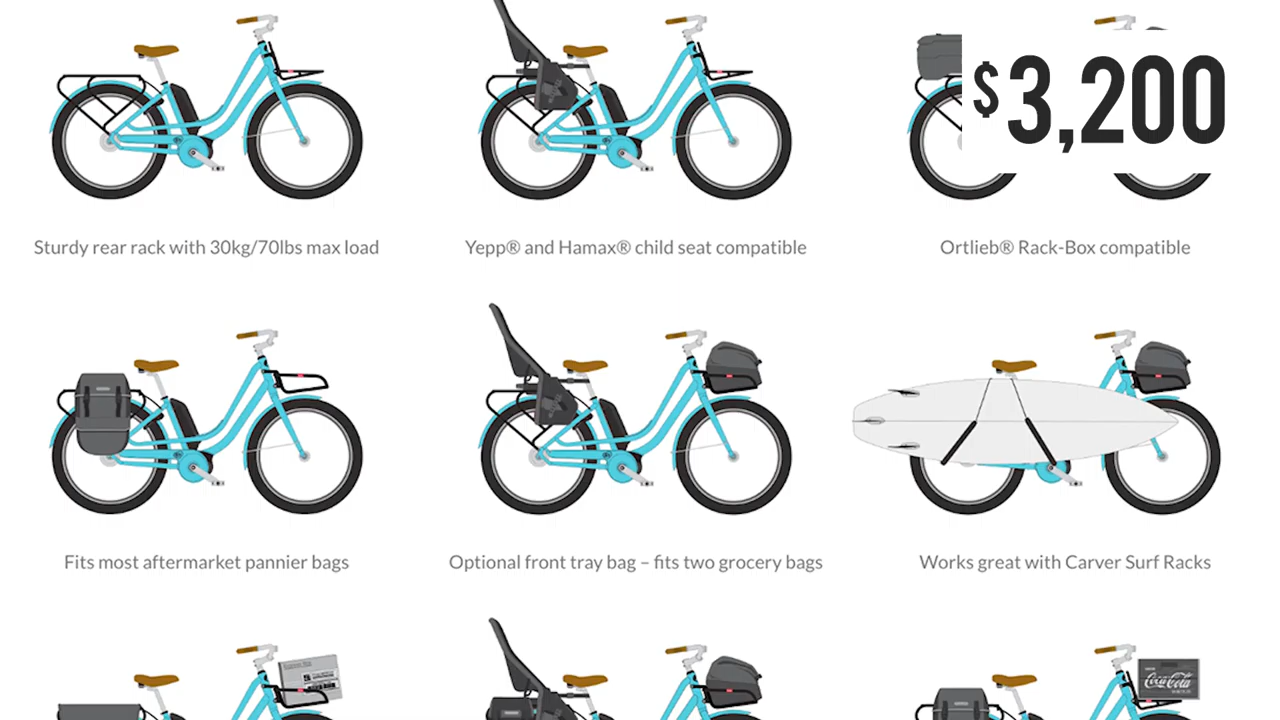 $3,200
Sturdy rear rack with 30kg/70lbs max load
Yepp® and Hamax® child seat compatible
Ortlieb® Rack-Box compatible
Fits most aftermarket pannier bags
Optional front tray bag – fits two grocery bags
Works great with Carver Surf Racks
Coca-Cola